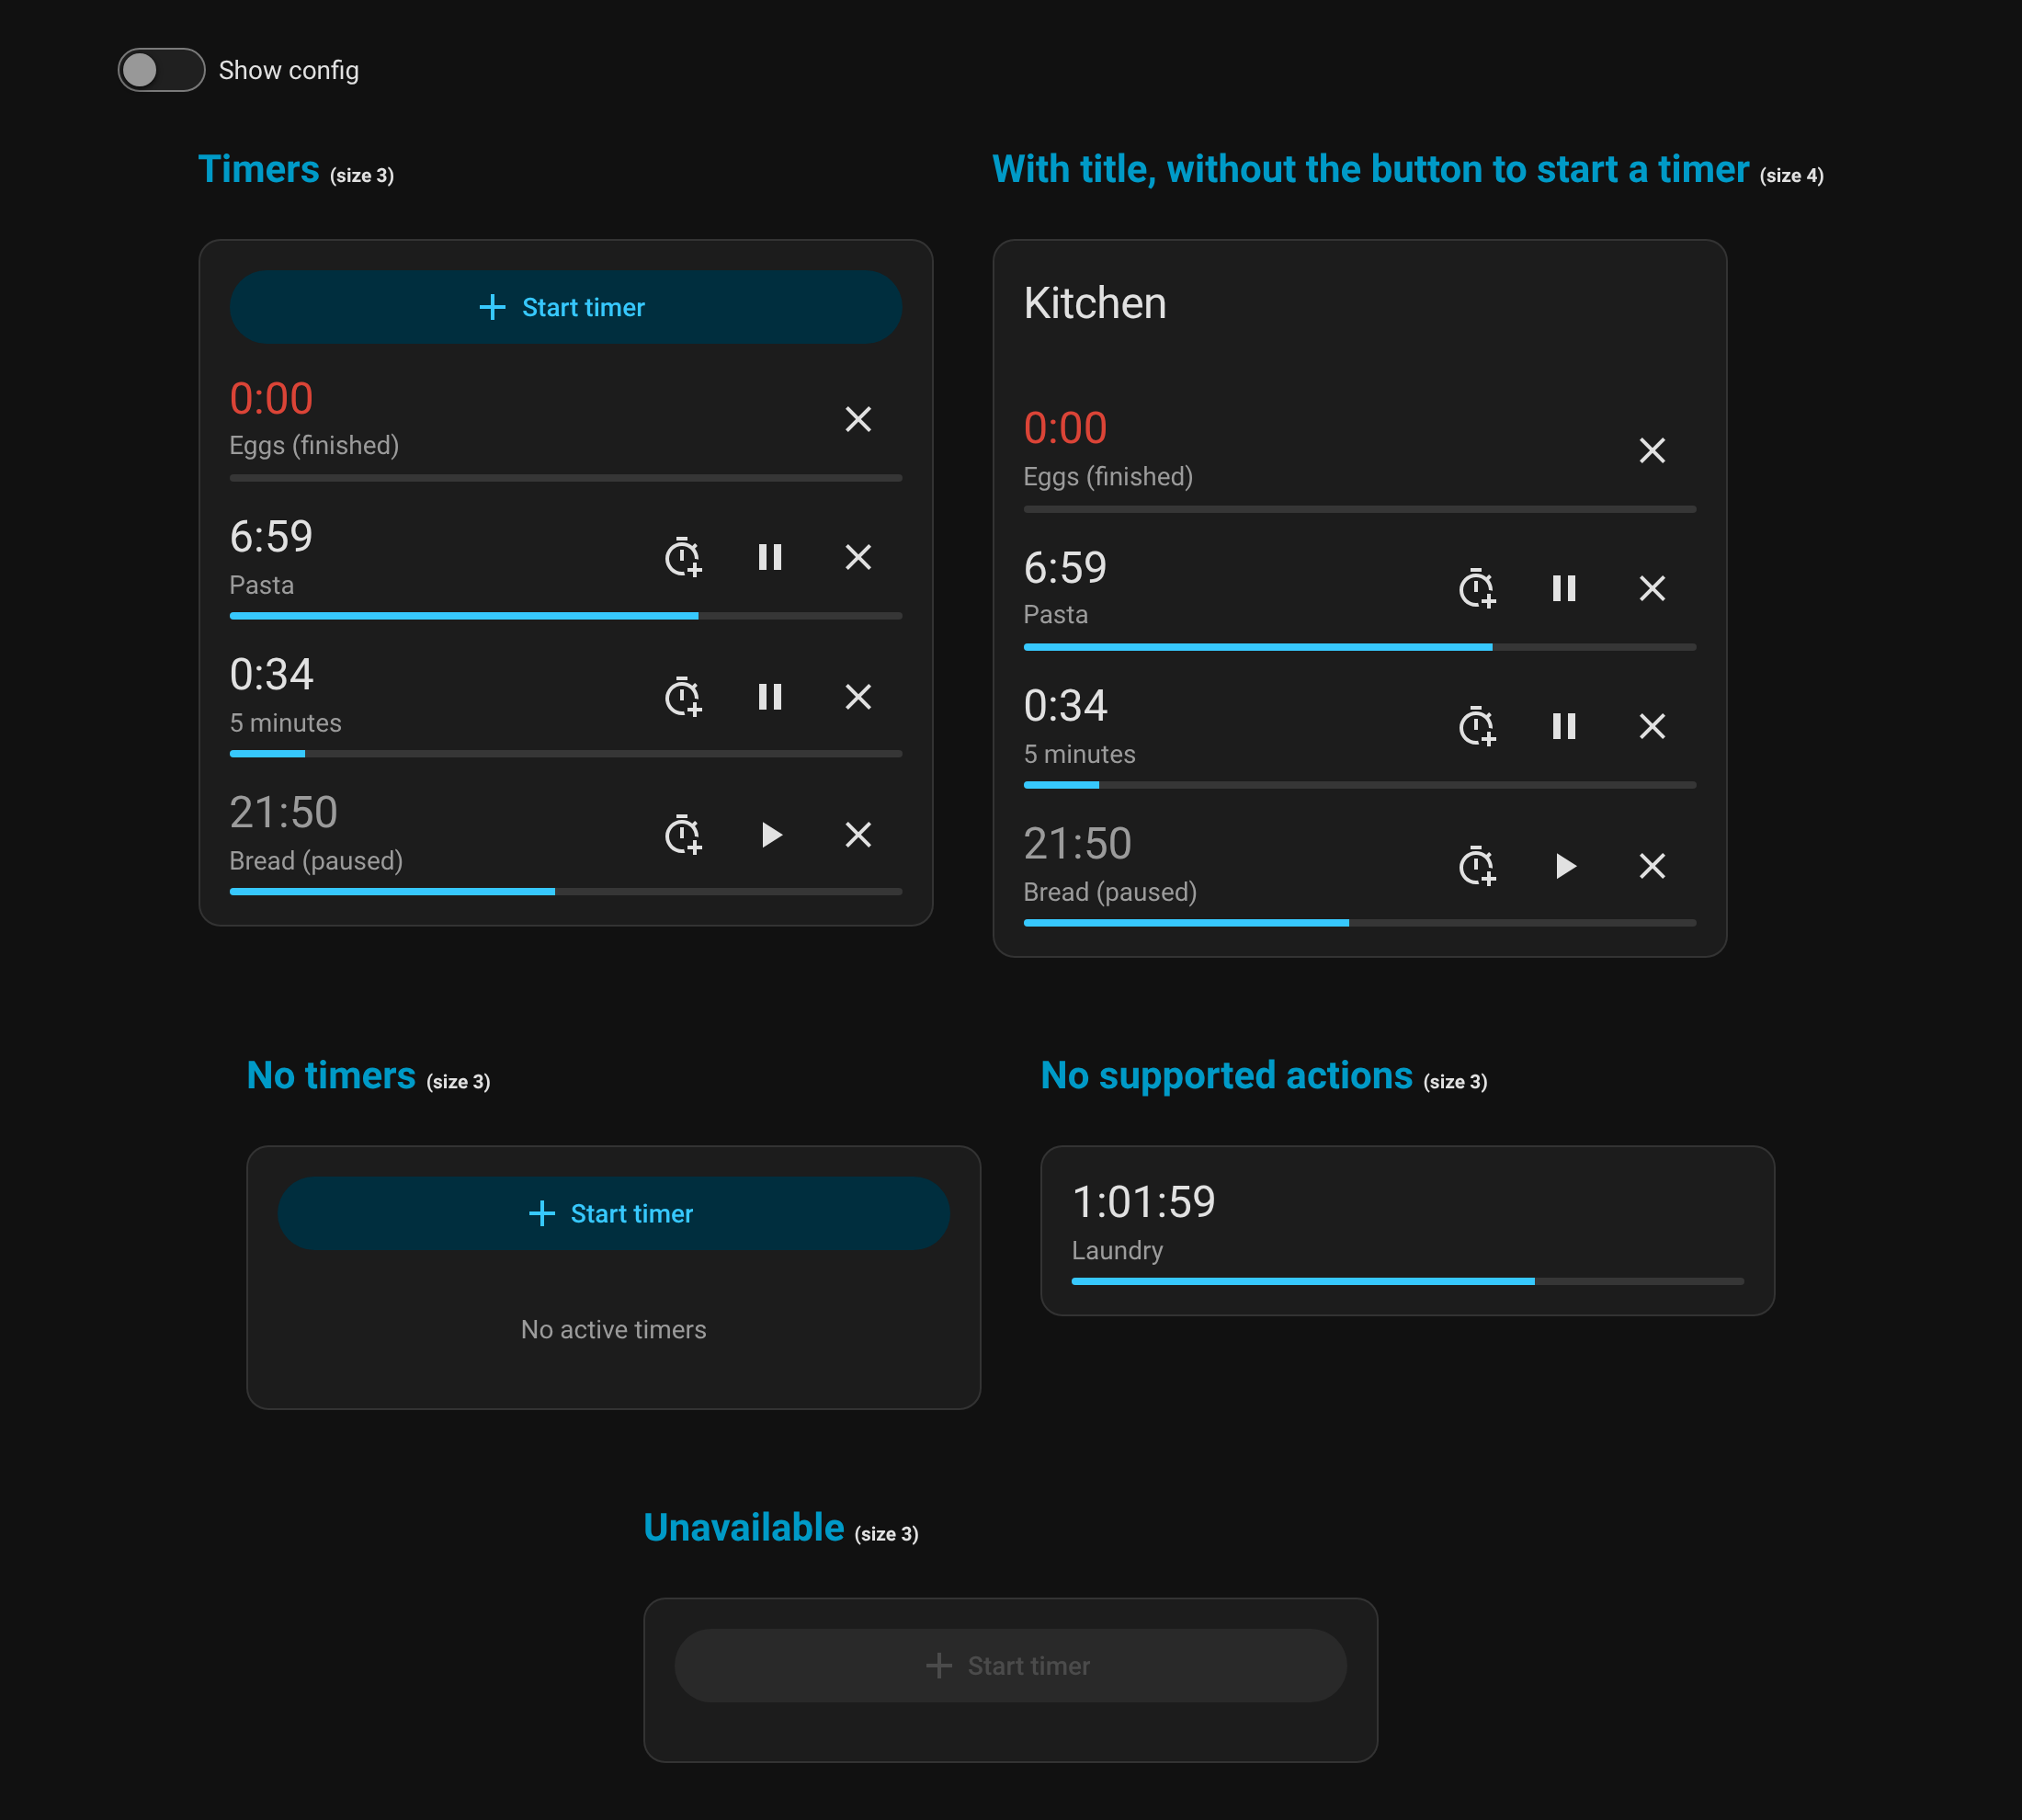 Show config
Timers (size 3)
Start timer
0:00
Eggs (finished)
6:59
Pasta
0:34
5 minutes
21:50
Bread (paused)
With title, without the button to start a timer (size 4)
Kitchen
0:00
Eggs (finished)
6:59
Pasta
0:34
5 minutes
21:50
Bread (paused)
No timers (size 3)
Start timer
No active timers
No supported actions (size 3)
1:01:59
Laundry
Unavailable (size 3)
Start timer